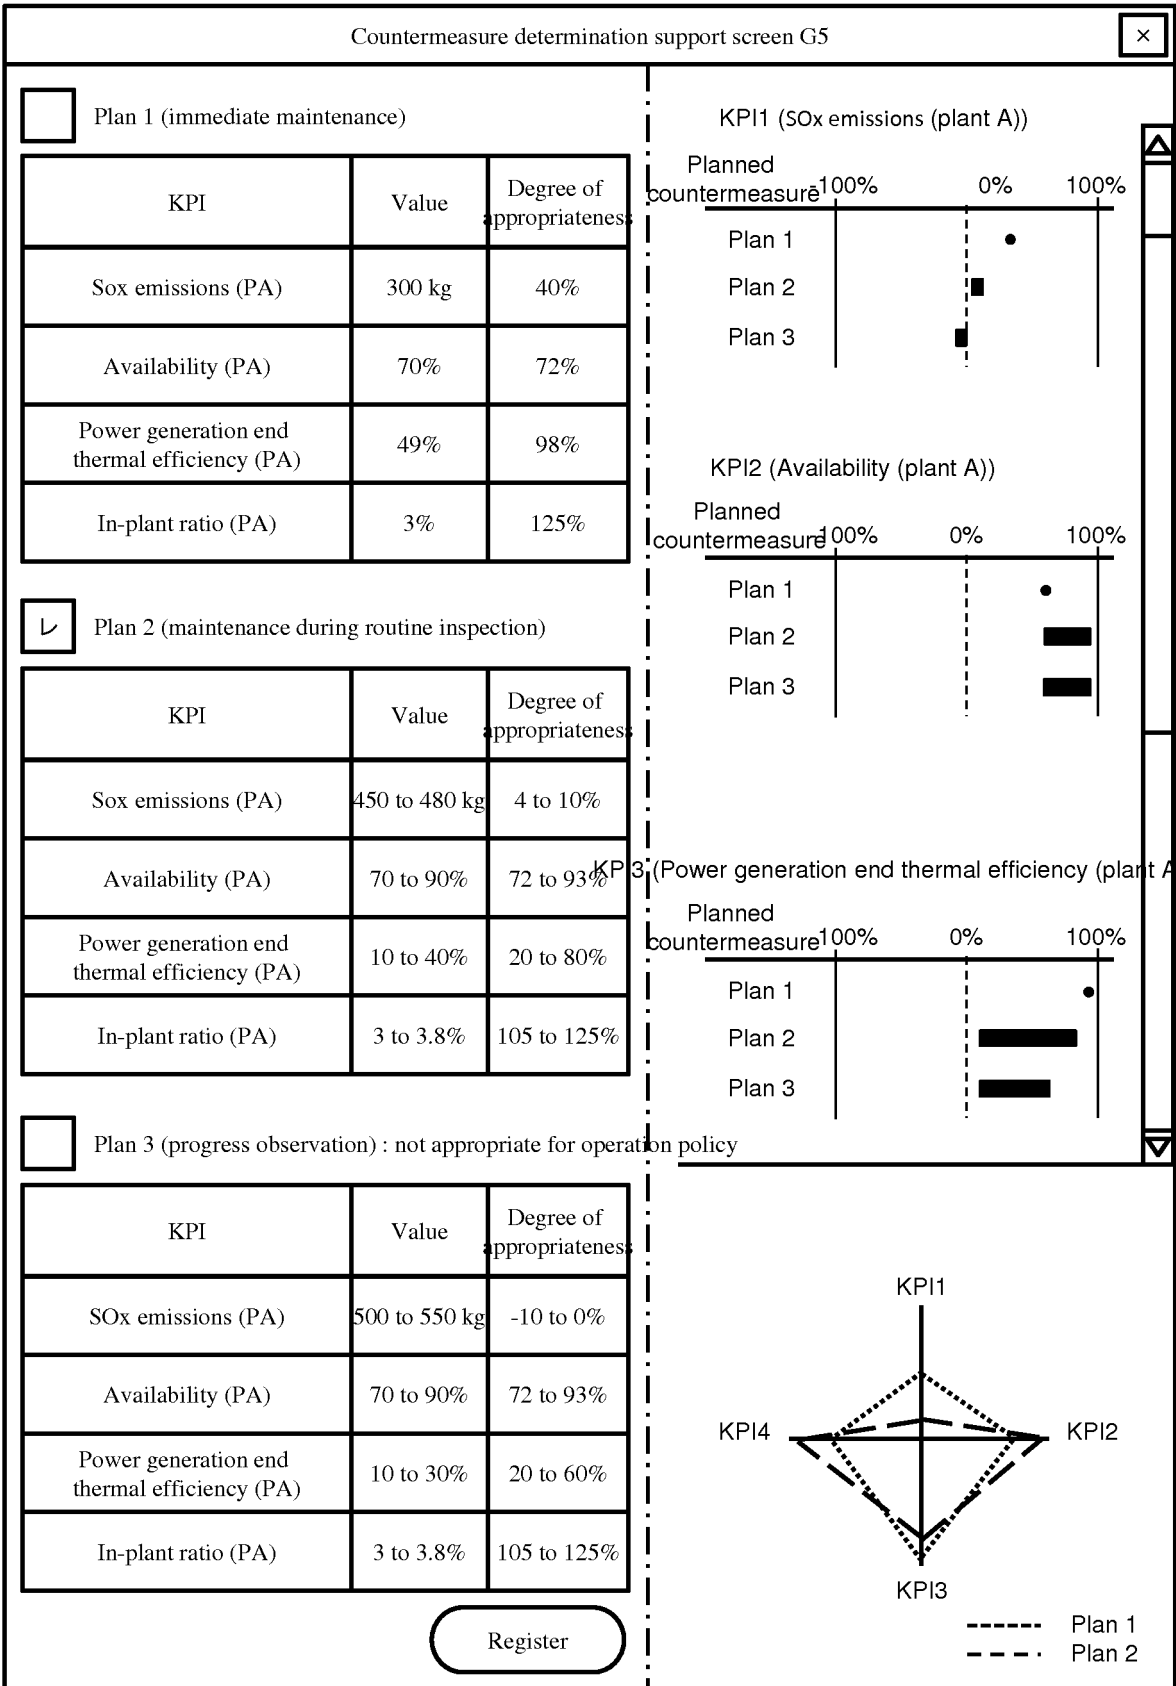 Countermeasure determination support screen G5
×
Plan 1 (immediate maintenance)
KPI
Value
Degree of
appropriateness
Sox emissions (PA)
300 kg
40%
Availability (PA)
70%
72%
Power generation end
thermal efficiency (PA)
49%
98%
In-plant ratio (PA)
3%
125%
レ
Plan 2 (maintenance during routine inspection)
KPI
Value
Degree of
appropriateness
Sox emissions (PA)
450 to 480 kg
4 to 10%
Availability (PA)
70 to 90%
72 to 93%
Power generation end
thermal efficiency (PA)
10 to 40%
20 to 80%
In-plant ratio (PA)
3 to 3.8%
105 to 125%
Plan 3 (progress observation) : not appropriate for operation policy
KPI
Value
Degree of
appropriateness
SOx emissions (PA)
500 to 550 kg
-10 to 0%
Availability (PA)
70 to 90%
72 to 93%
Power generation end
thermal efficiency (PA)
10 to 30%
20 to 60%
In-plant ratio (PA)
3 to 3.8%
105 to 125%
Register
KPI1 (SOx emissions (plant A))
Planned
countermeasure
-100%
0%
100%
Plan 1
Plan 2
Plan 3
KPI2 (Availability (plant A))
Planned
countermeasure
-100%
0%
100%
Plan 1
Plan 2
Plan 3
KPI3 (Power generation end thermal efficiency (plant A
Planned
countermeasure
100%
0%
100%
Plan 1
Plan 2
Plan 3
KPI1
KPI4
KPI2
KPI3
Plan 1
Plan 2